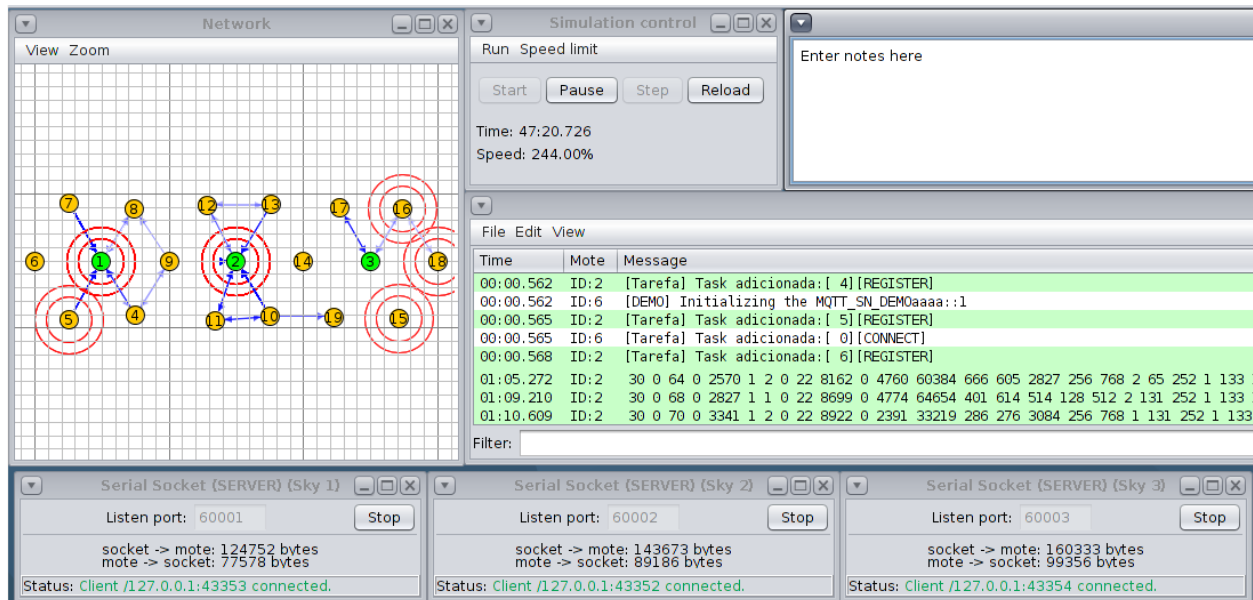 Network
View Zoom
7
8
12
13
17
16
6
1
9
2
14
3
18
5
4
11
10
19
15
Simulation control
Run Speed limit
Start Pause Step Reload
Time: 47:20.726
Speed: 244.00%
Enter notes here
File Edit View
Time Mote Message
00:00.562 ID:2 [Tarefa] Task adicionada:[ 4][REGISTER]
00:00.562 ID:6 [DEMO] Initializing the MQTT_SN_DEMOaaaa::1
00:00.565 ID:2 [Tarefa] Task adicionada:[ 5][REGISTER]
00:00.565 ID:6 [Tarefa] Task adicionada:[ 0][CONNECT]
00:00.568 ID:2 [Tarefa] Task adicionada:[ 6][REGISTER]
01:05.272 ID:2 30 0 64 0 2570 1 2 0 22 8162 0 4760 60384 666 605 2827 256 768 2 65 252 1 133
01:09.210 ID:2 30 0 68 0 2827 1 1 0 22 8699 0 4774 64654 401 614 514 128 512 2 131 252 1 133
01:10.609 ID:2 30 0 70 0 3341 1 2 0 22 8922 0 2391 33219 286 276 3084 256 768 1 131 252 1 133
Filter:
Serial Socket (SERVER) (Sky 1)
Listen port: 60001 Stop
socket -> mote: 124752 bytes
mote -> socket: 77578 bytes
Status: Client /127.0.0.1:43353 connected.
Serial Socket (SERVER) (Sky 2)
Listen port: 60002 Stop
socket -> mote: 143673 bytes
mote -> socket: 89186 bytes
Status: Client /127.0.0.1:43352 connected.
Serial Socket (SERVER) (Sky 3)
Listen port: 60003 Stop
socket -> mote: 160333 bytes
mote -> socket: 99356 bytes
Status: Client /127.0.0.1:43354 connected.